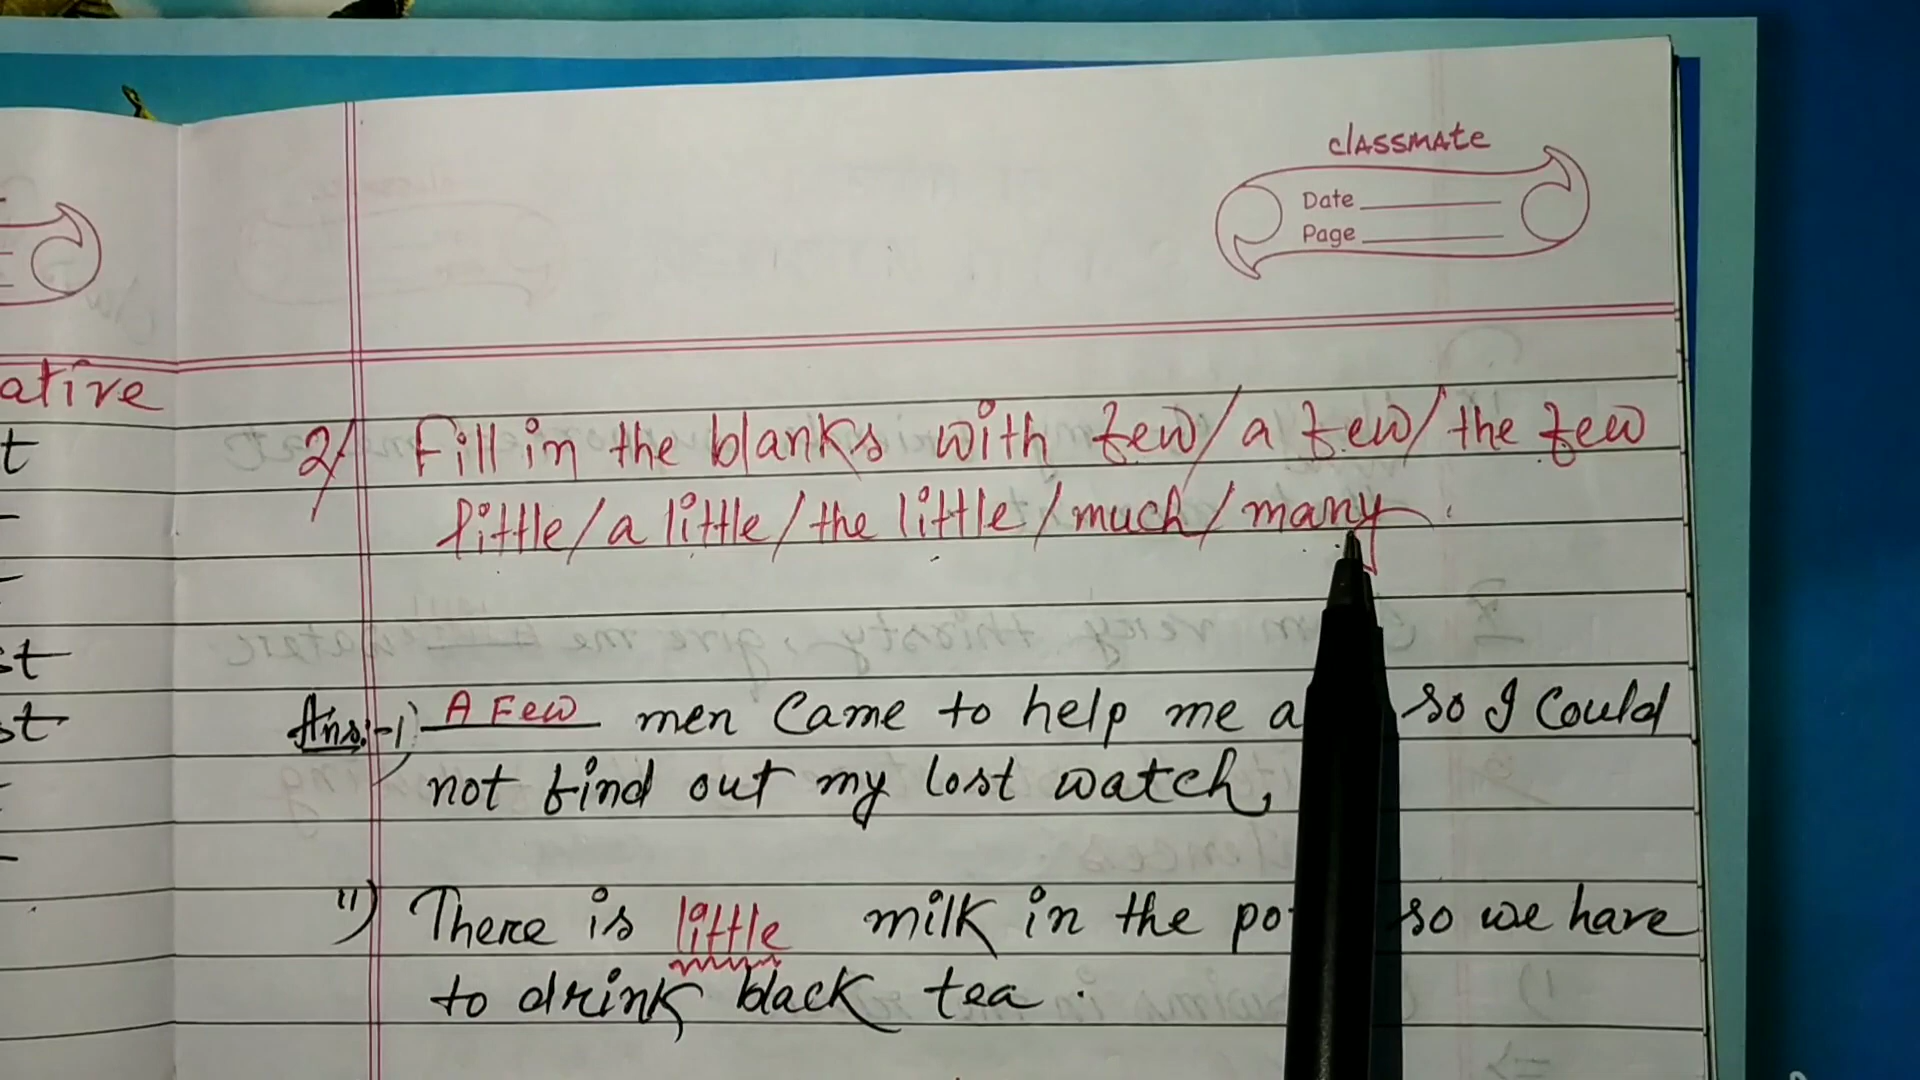 classmate
Date
Page
ative
t
st
st
2/ Fill in the blanks with few/a few/the few
little/a little/the little/much/many.
Ans:-i) A Few men came to help me so I could
not find out my lost watch,
ii) There is little milk in the so we have
to drink black tea.